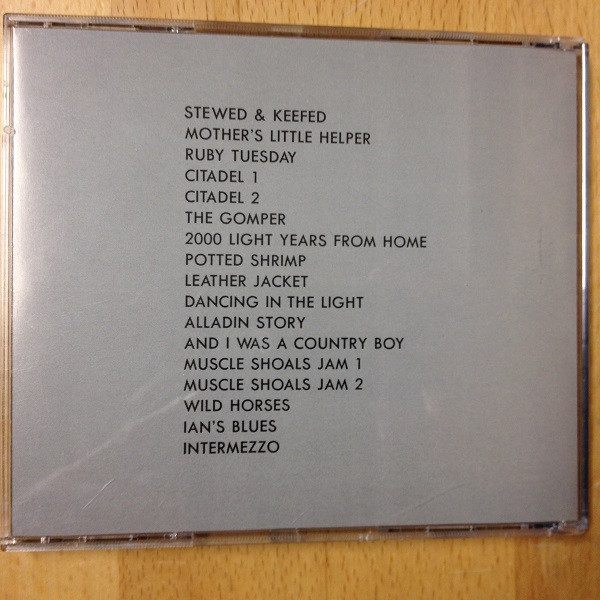 STEWED & KEEFED
MOTHER'S LITTLE HELPER
RUBY TUESDAY
CITADEL 1
CITADEL 2
THE GOMPER
2000 LIGHT YEARS FROM HOME
POTTED SHRIMP
LEATHER JACKET
DANCING IN THE LIGHT
ALLADIN STORY
AND I WAS A COUNTRY BOY
MUSCLE SHOALS JAM 1
MUSCLE SHOALS JAM 2
WILD HORSES
IAN'S BLUES
INTERMEZZO